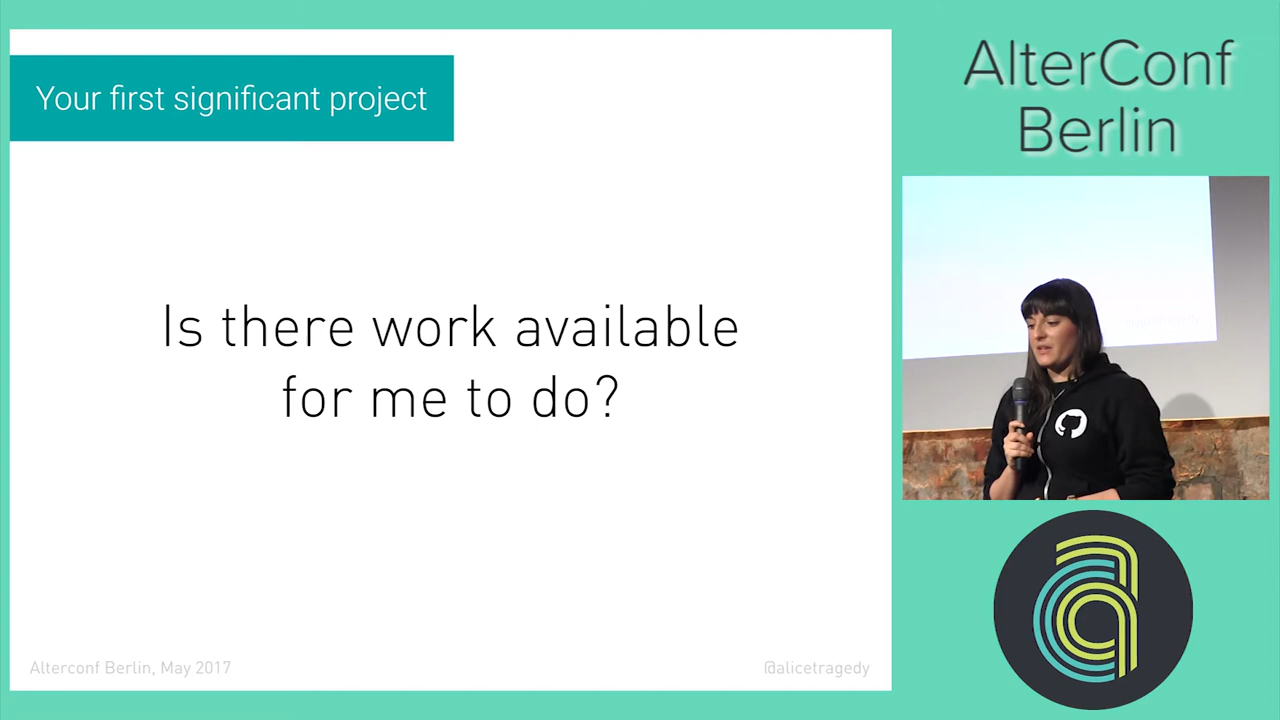 Your first significant project
Is there work available
for me to do?
Alterconf Berlin, May 2017
@alicetragedy
AlterConf
Berlin